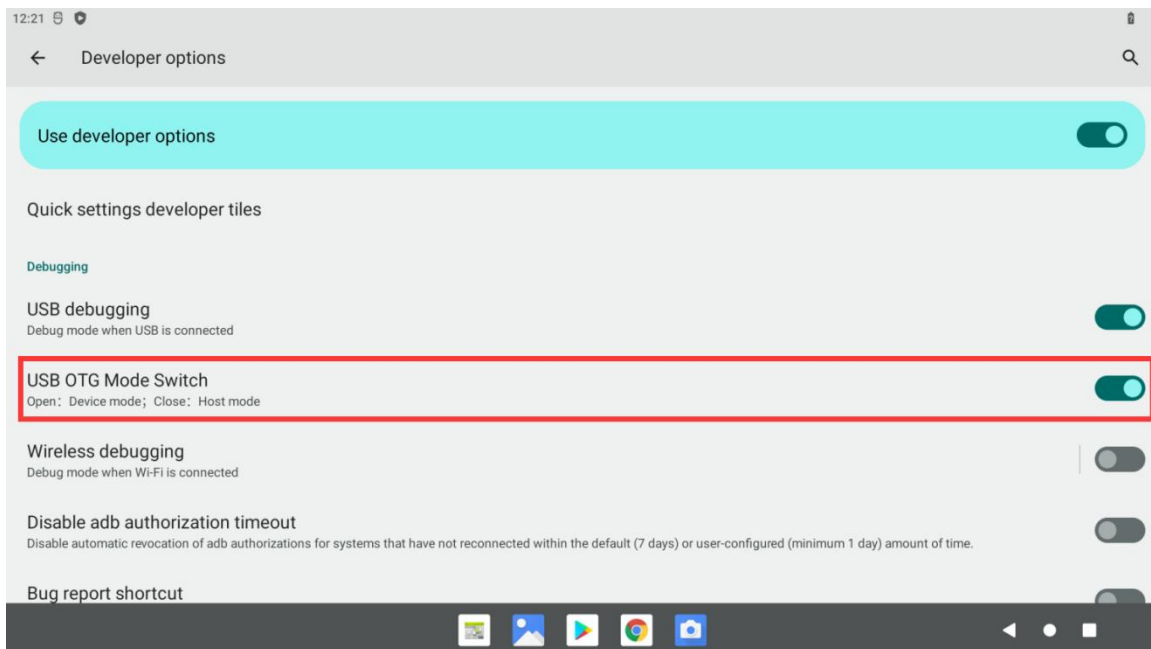 12:21
Developer options
Use developer options
Quick settings developer tiles
Debugging
USB debugging
Debug mode when USB is connected
USB OTG Mode Switch
Open：Device mode；Close：Host mode
Wireless debugging
Debug mode when Wi-Fi is connected
Disable adb authorization timeout
Disable automatic revocation of adb authorizations for systems that have not reconnected within the default (7 days) or user-configured (minimum 1 day) amount of time.
Bug report shortcut